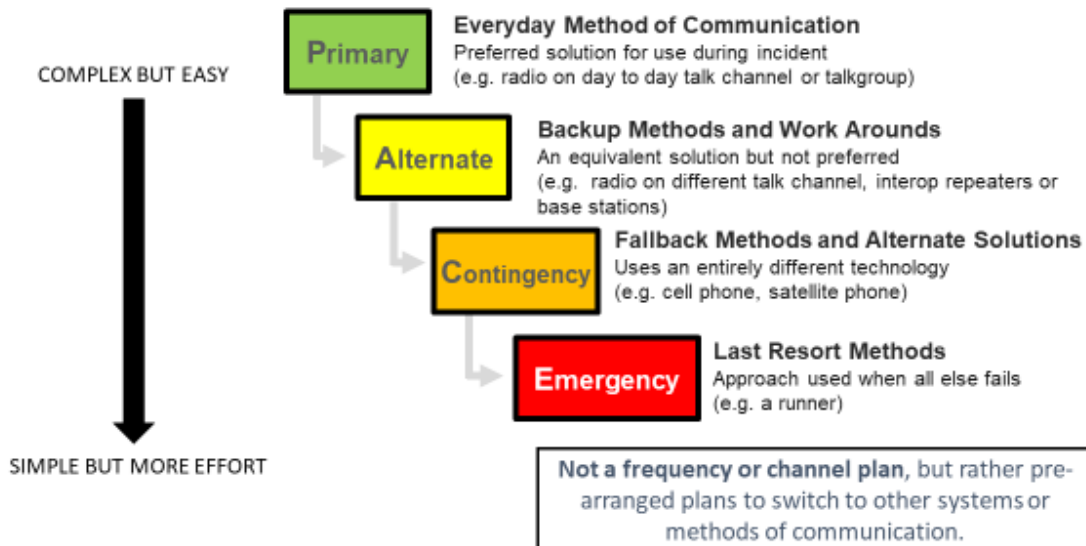 COMPLEX BUT EASY
SIMPLE BUT MORE EFFORT
Primary
Everyday Method of Communication
Preferred solution for use during incident
(e.g. radio on day to day talk channel or talkgroup)
Alternate
Backup Methods and Work Arounds
An equivalent solution but not preferred
(e.g. radio on different talk channel, interop repeaters or
base stations)
Contingency
Fallback Methods and Alternate Solutions
Uses an entirely different technology
(e.g. cell phone, satellite phone)
Emergency
Last Resort Methods
Approach used when all else fails
(e.g. a runner)
Not a frequency or channel plan, but rather pre-
arranged plans to switch to other systems or
methods of communication.